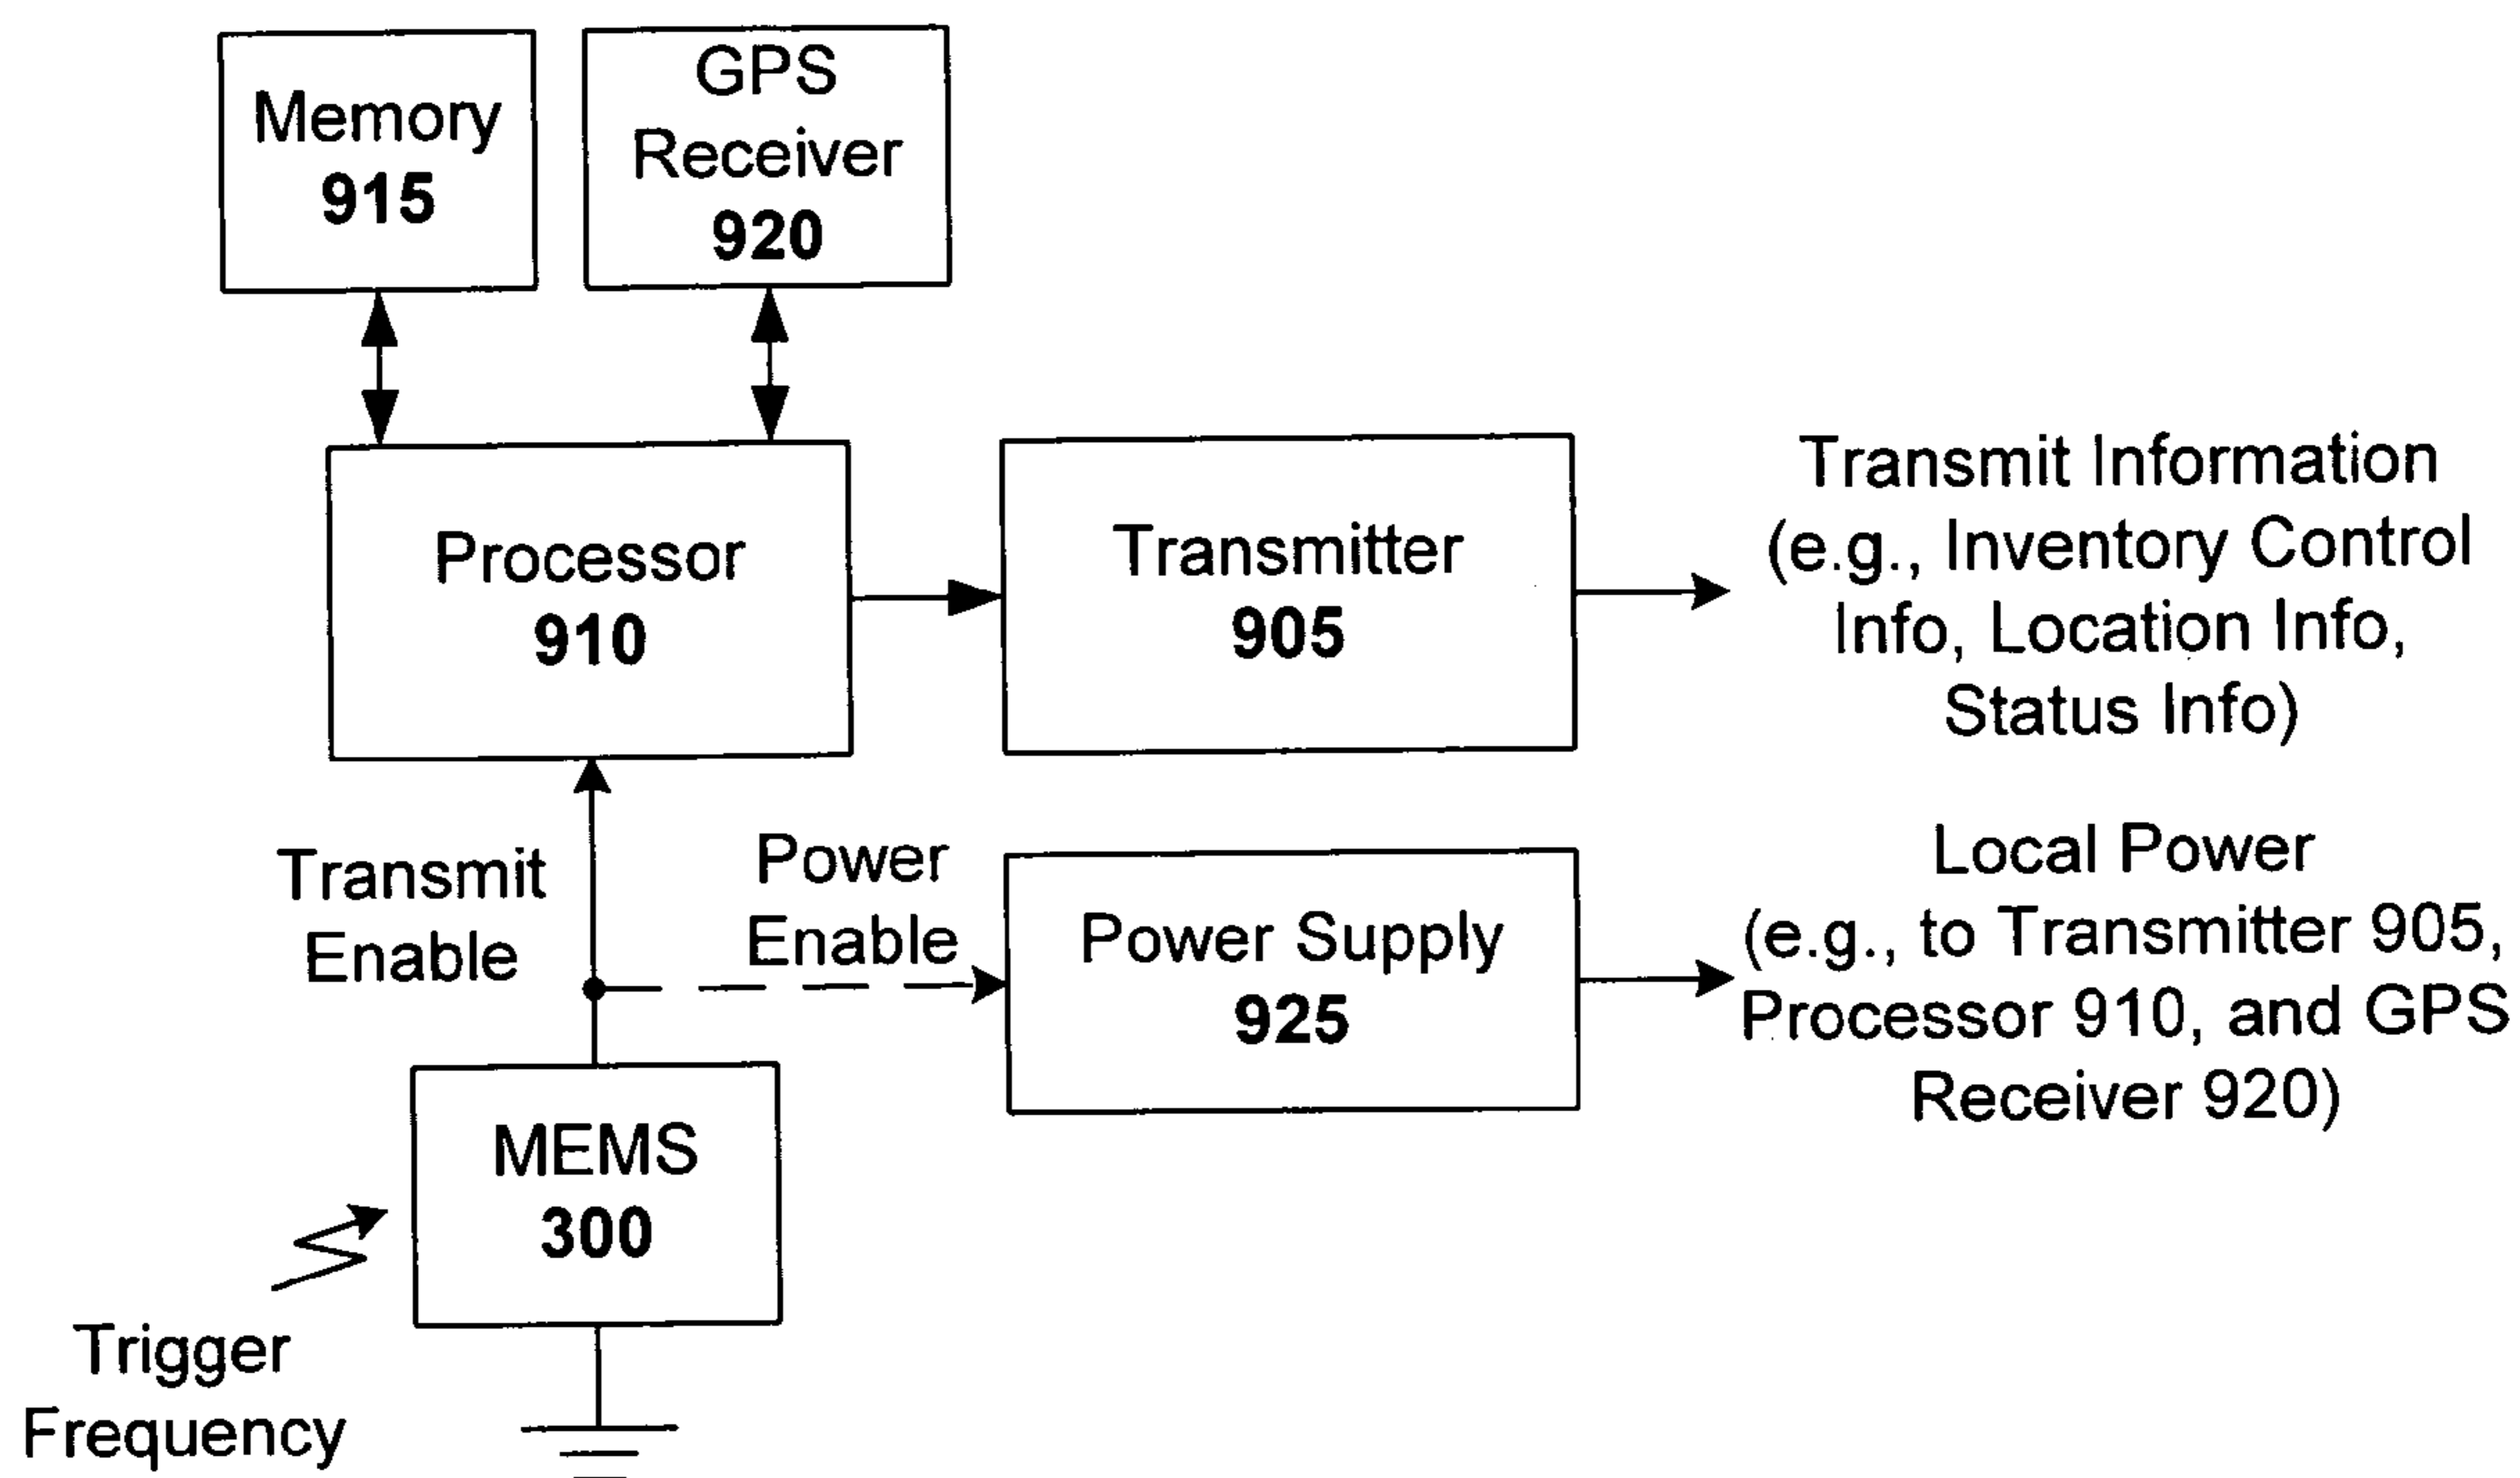 Memory
915
GPS
Receiver
920
Processor
910
Transmitter
905
Transmit Information
(e.g., Inventory Control
Info, Location Info,
Status Info)
Transmit
Enable
Power
Enable
Power Supply
925
Local Power
(e.g., to Transmitter 905,
Processor 910, and GPS
Receiver 920)
MEMS
300
Trigger
Frequency